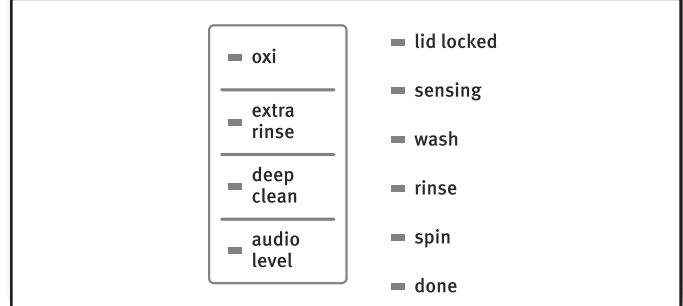 oxi
extra
rinse
deep
clean
audio
level
lid locked
sensing
wash
rinse
spin
done